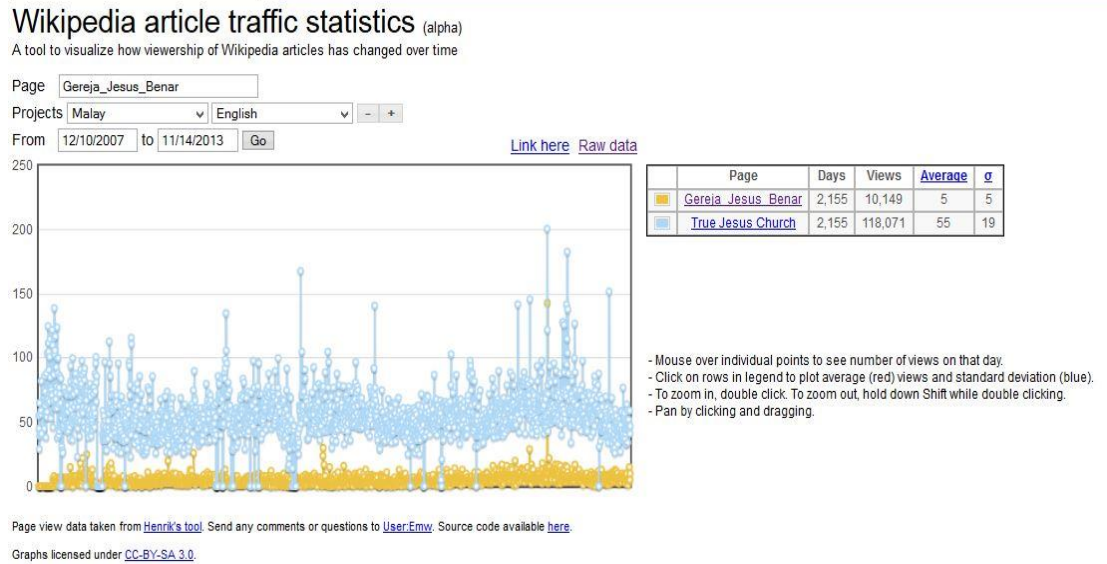 Wikipedia article traffic statistics (alpha)
A tool to visualize how viewership of Wikipedia articles has changed over time
Page Gereja_Jesus_Benar
Projects Malay English - +
From 12/10/2007 to 11/14/2013 Go
Link here Raw data
250
200
150
100
50
0
Page Days Views Average σ
Gereja_Jesus_Benar 2,155 10,149 5 5
True Jesus Church 2,155 118,071 55 19
- Mouse over individual points to see number of views on that day.
- Click on rows in legend to plot average (red) views and standard deviation (blue).
- To zoom in, double click. To zoom out, hold down Shift while double clicking.
- Pan by clicking and dragging.
Page view data taken from Henrik's tool. Send any comments or questions to User:Emw. Source code available here.
Graphs licensed under CC-BY-SA 3.0.